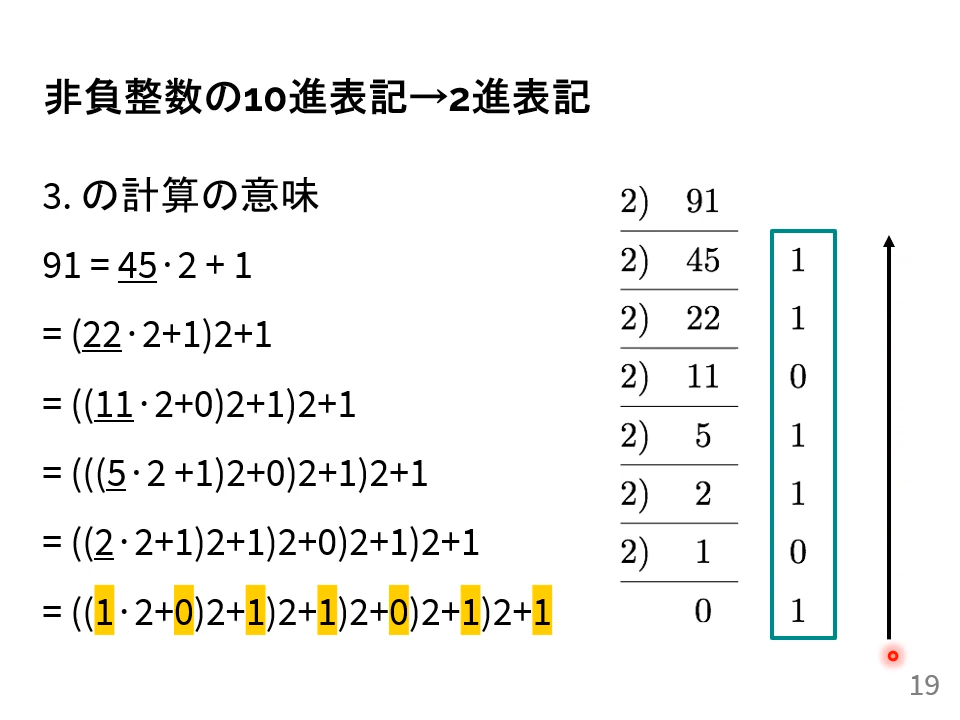 非負整数の10進表記→2進表記
3. の計算の意味
91 = 45·2 + 1
= (22·2+1)2+1
= ((11·2+0)2+1)2+1
= (((5·2 +1)2+0)2+1)2+1
= ((2·2+1)2+1)2+0)2+1)2+1
= ((1·2+0)2+1)2+1)2+0)2+1)2+1
2) 91
2) 45 1
2) 22 1
2) 11 0
2) 5 1
2) 2 1
2) 1 0
0 1
19